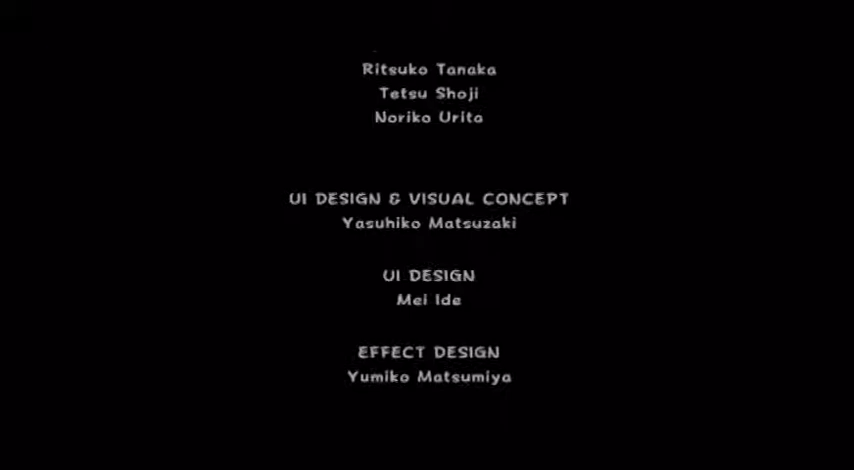 Ritsuko Tanaka
Tetsu Shoji
Noriko Urita
UI DESIGN & VISUAL CONCEPT
Yasuhiko Matsuzaki
UI DESIGN
Mei Ide
EFFECT DESIGN
Yumiko Matsumiya